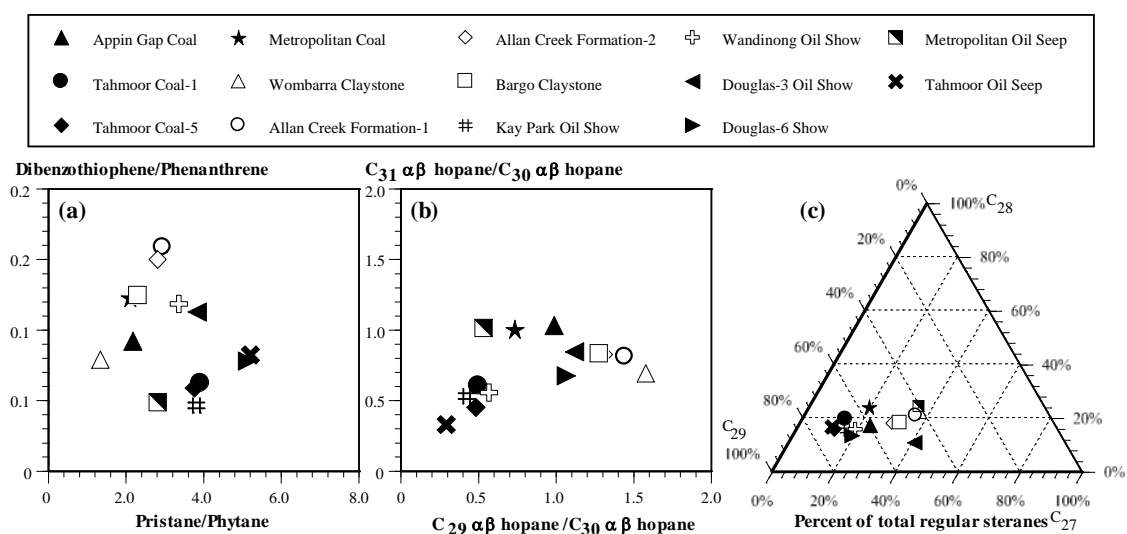 Appin Gap Coal Metropolitan Coal Allan Creek Formation-2 Wandinong Oil Show Metropolitan Oil Seep
Tahmoor Coal-1 Wombarra Claystone Bargo Claystone Douglas-3 Oil Show Tahmoor Oil Seep
Tahmoor Coal-5 Allan Creek Formation-1 Kay Park Oil Show Douglas-6 Show
Dibenzothiophene/Phenanthrene
(a)
0.2
0.2
0.1
0.1
0
0 2.0 4.0 6.0 8.0
Pristane/Phytane
C31 αβ hopane/C30 αβ hopane
(b)
2.0
1.5
1.0
0.5
0
0 0.5 1.0 1.5 2.0
C29 αβ hopane/C30 αβ hopane
(c)
0%
100% C28
20%
80%
40%
60%
60%
40%
80%
20%
C29
100%
0%
0% 20% 40% 60% 80% 100%
Percent of total regular steranes C27